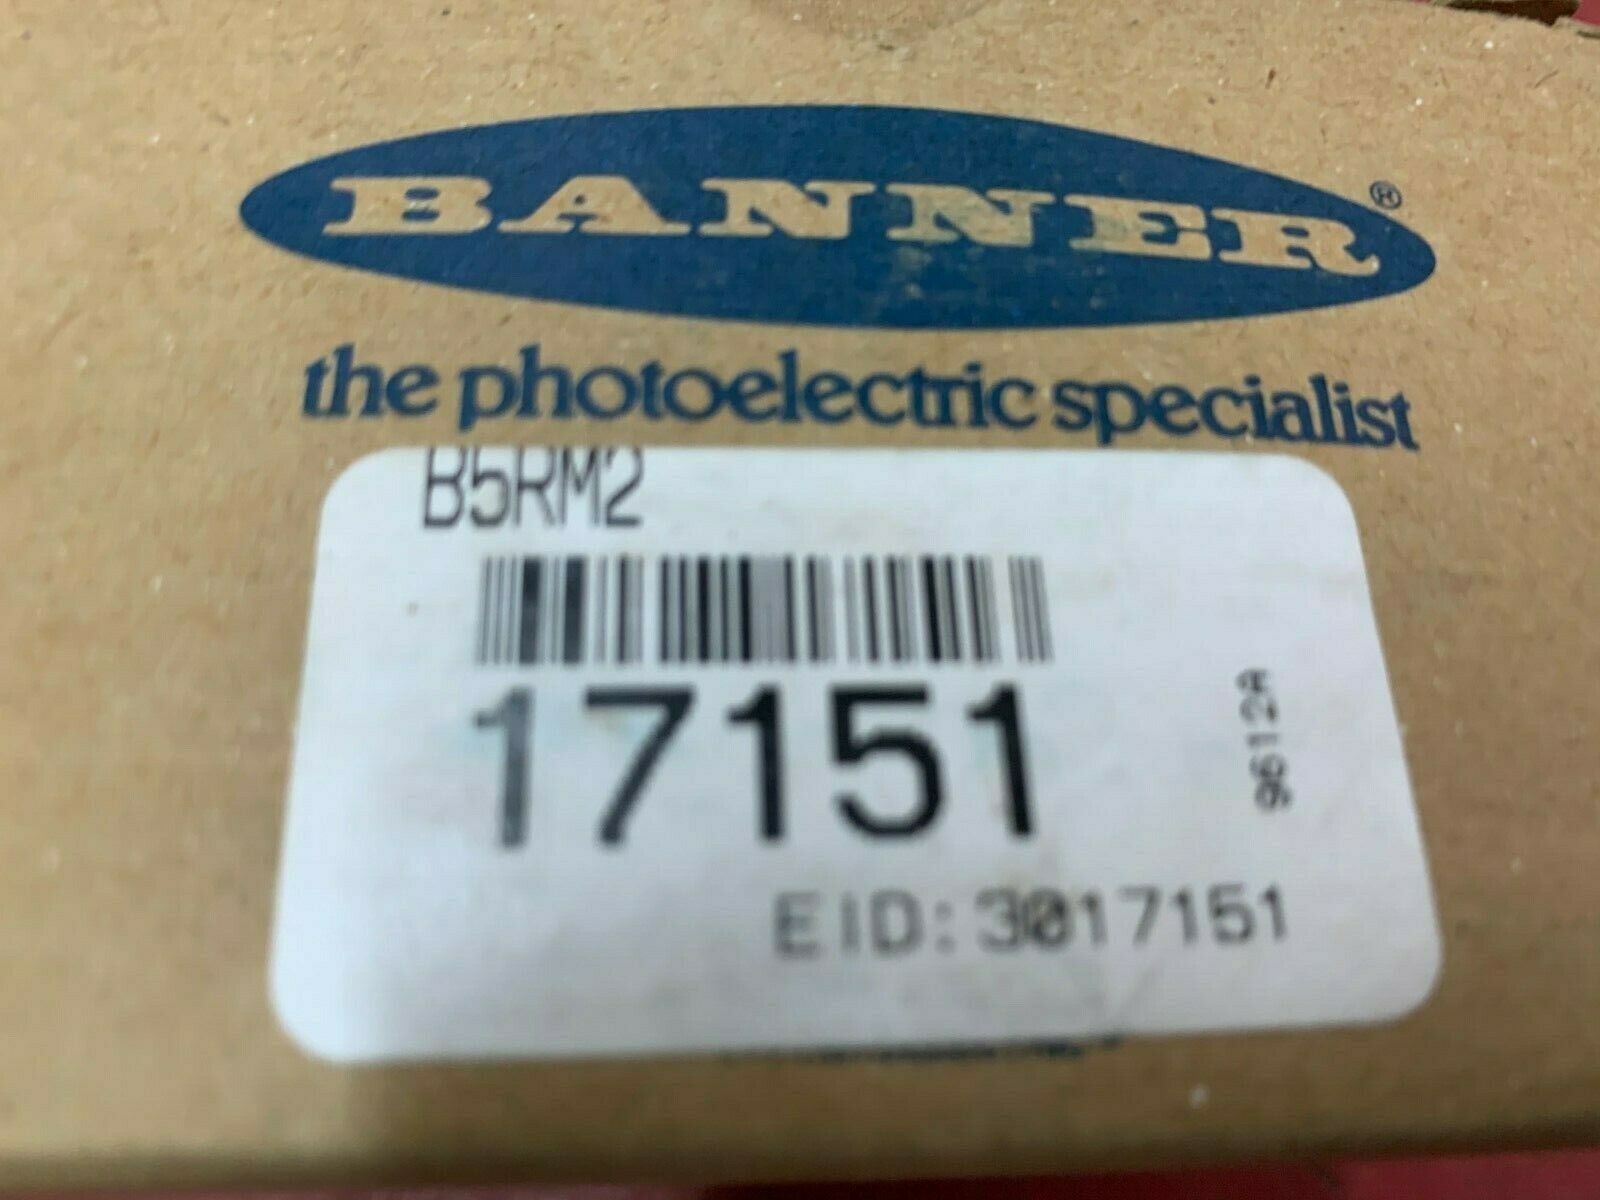 BANNER®
the photoelectric specialist
B5RM2
17151
9612A
EID:3017151